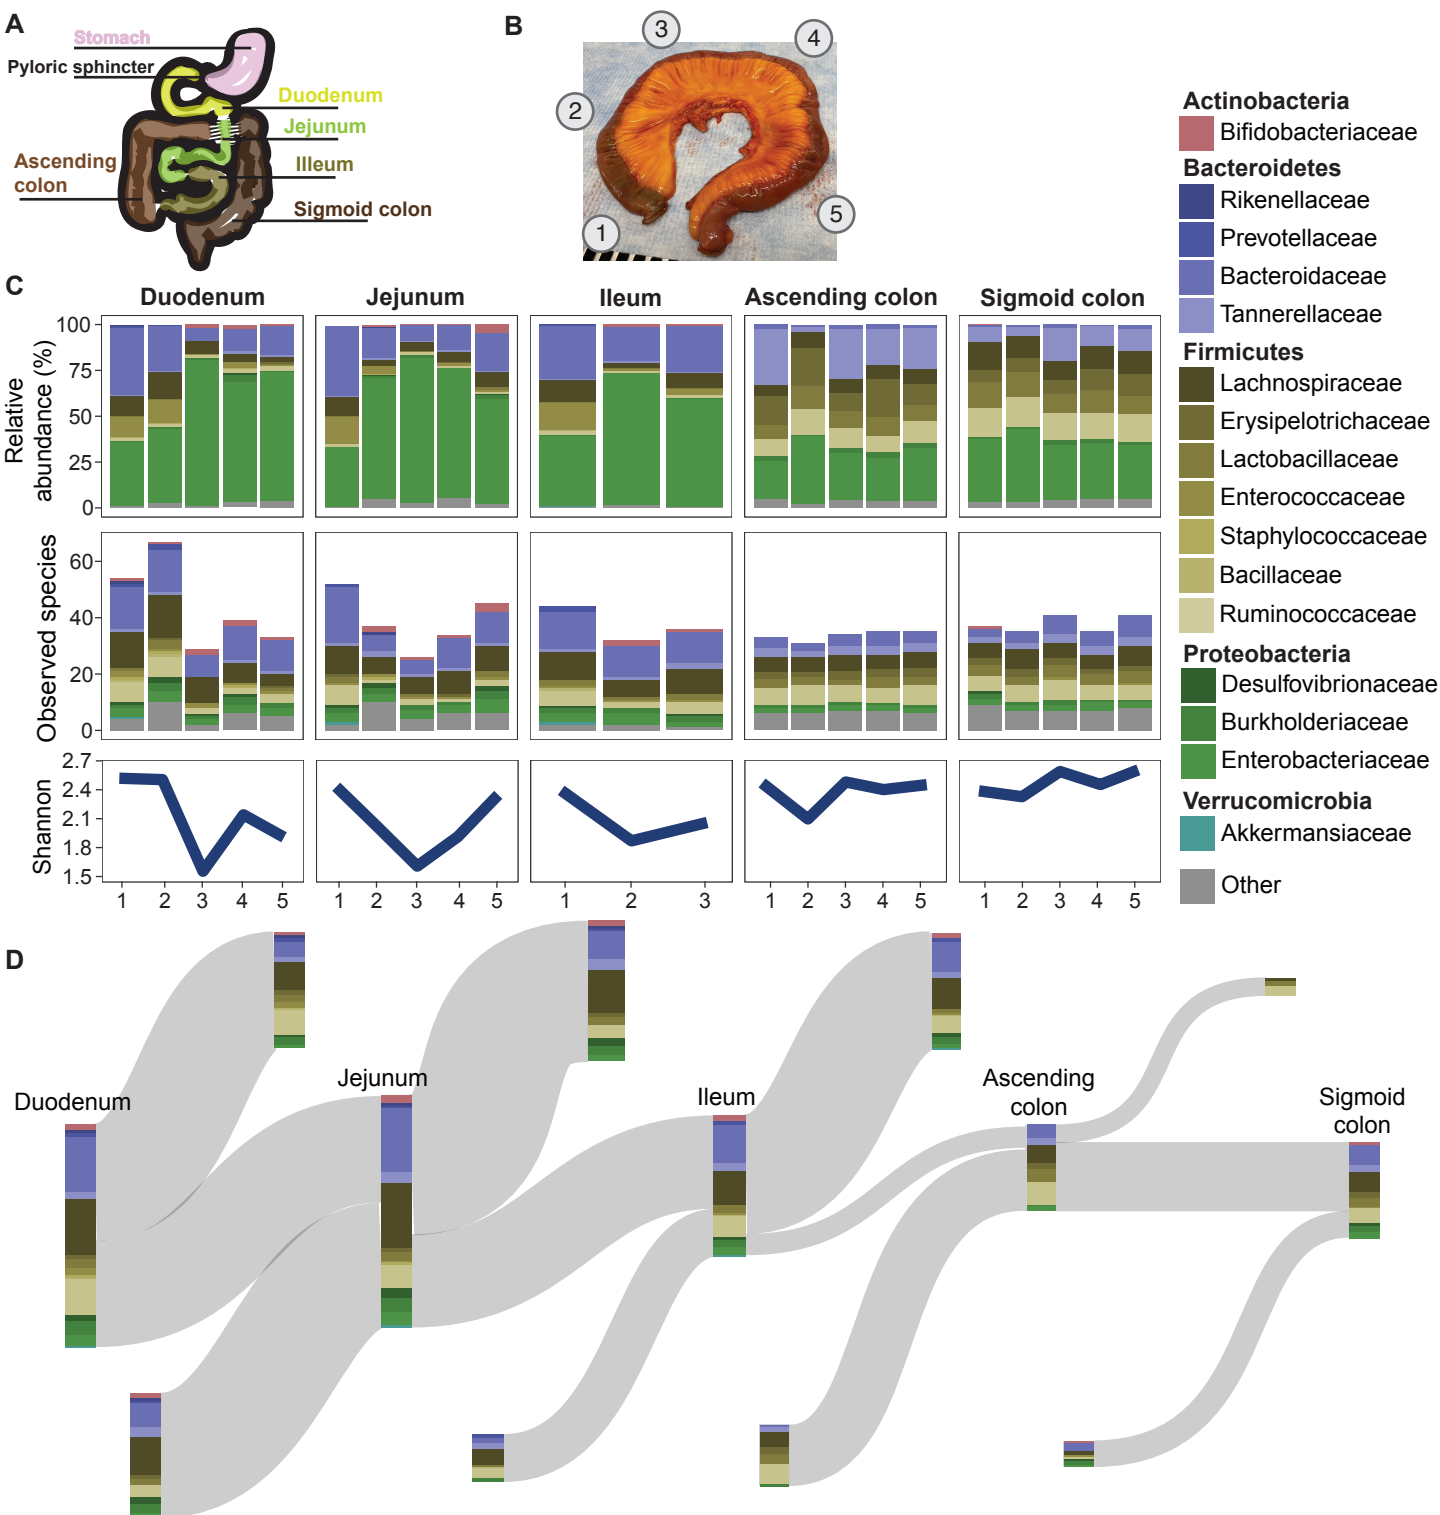 A
Stomach
Pyloric sphincter
Duodenum
Jejunum
Illeum
Ascending
colon
Sigmoid colon
B
1
2
3
4
5
C
Duodenum
Jejunum
Ileum
Ascending colon
Sigmoid colon
Relative
abundance (%)
100
75
50
25
0
Observed species
60
40
20
0
Shannon
2.7
2.4
2.1
1.8
1.5
1 2 3 4 5
1 2 3 4 5
1 2 3
1 2 3 4 5
1 2 3 4 5
Actinobacteria
Bifidobacteriaceae
Bacteroidetes
Rikenellaceae
Prevotellaceae
Bacteroidaceae
Tannerellaceae
Firmicutes
Lachnospiraceae
Erysipelotrichaceae
Lactobacillaceae
Enterococcaceae
Staphylococcaceae
Bacillaceae
Ruminococcaceae
Proteobacteria
Desulfovibrionaceae
Burkholderiaceae
Enterobacteriaceae
Verrucomicrobia
Akkermansiaceae
Other
D
Duodenum
Jejunum
Ileum
Ascending
colon
Sigmoid
colon